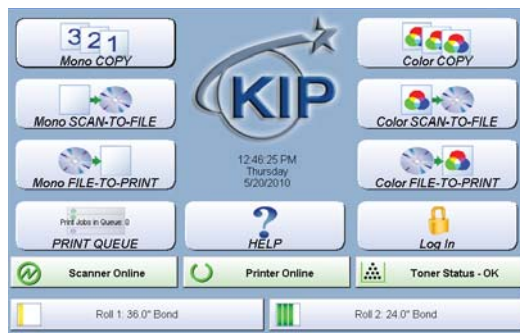 3 2 1
Mono COPY
Color COPY
KIP
Mono SCAN-TO-FILE
Color SCAN-TO-FILE
12:46:25 PM
Thursday
5/20/2010
Mono FILE-TO-PRINT
Color FILE-TO-PRINT
Print Jobs in Queue: 0
PRINT QUEUE
?
HELP
Log In
Scanner Online
Printer Online
Toner Status - OK
Roll 1: 36.0" Bond
Roll 2: 24.0" Bond